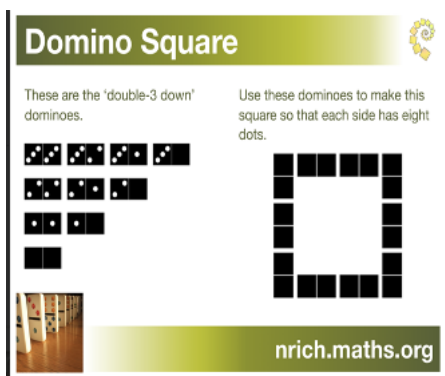 Domino Square
These are the ‘double-3 down’
dominoes.
Use these dominoes to make this
square so that each side has eight
dots.
nrich.maths.org